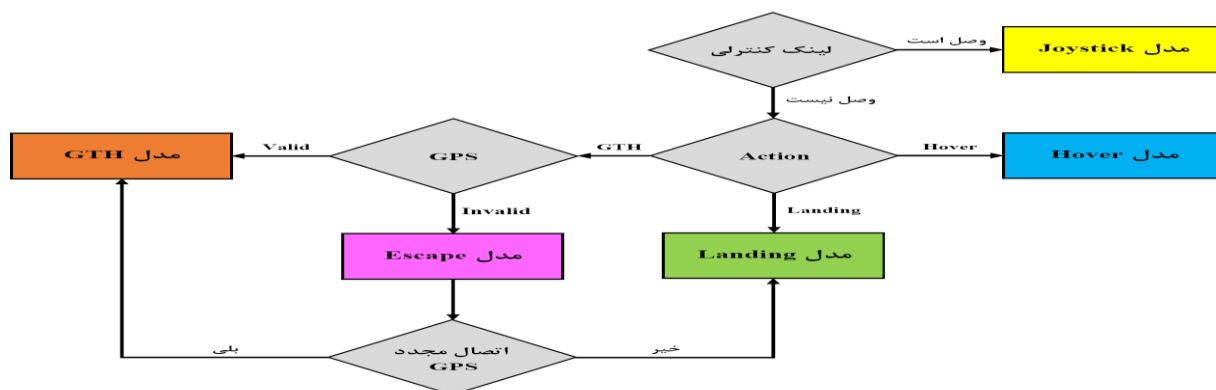 لینک کنترلی
وصل است
مدل Joystick
وصل نیست
مدل GTH
Valid
GPS
GTH
Action
Hover
مدل Hover
Invalid
Landing
مدل Escape
مدل Landing
بلی
اتصال مجدد
GPS
خیر